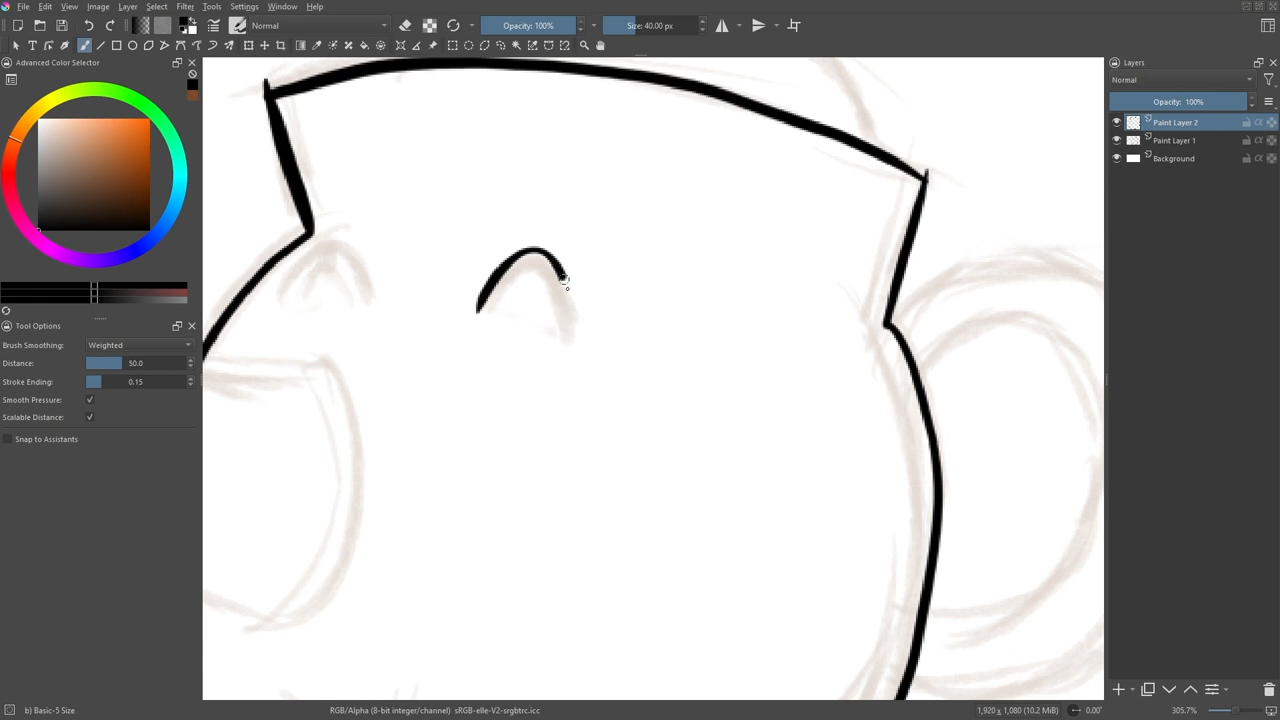 File Edit View Image Layer Select Filter Tools Settings Window Help
Normal Opacity: 100% Size: 40.00 px
Advanced Color Selector
Tool Options
Brush Smoothing: Weighted
Distance: 50.0
Stroke Ending: 0.15
Smooth Pressure:
Scalable Distance:
Snap to Assistants
Layers
Normal
Opacity: 100%
Paint Layer 2
Paint Layer 1
Background
b) Basic-5 Size RGB/Alpha (8-bit integer/channel) sRGB-elle-V2-srgbtrc.icc 1,920 x 1,080 (10.2 MiB) 0.00° 305.7%